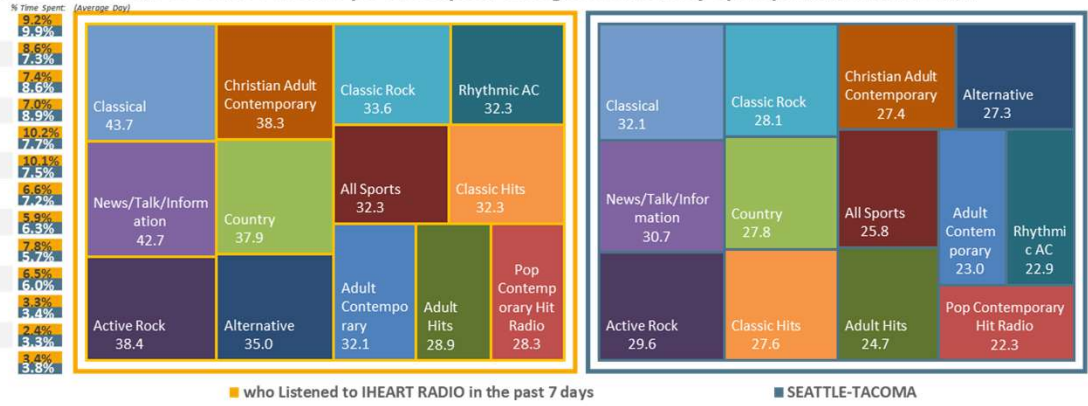 % Time Spent: (Average Day)
9.2%
9.9%
8.6%
7.3%
7.4%
8.6%
7.0%
8.9%
10.2%
7.7%
10.1%
7.5%
6.6%
7.2%
5.9%
6.3%
7.8%
5.7%
6.5%
6.0%
3.3%
3.4%
2.4%
3.3%
3.4%
3.8%
Classical
43.7
Christian Adult
Contemporary
38.3
Classic Rock
33.6
Rhythmic AC
32.3
News/Talk/Inform
ation
42.7
Country
37.9
All Sports
32.3
Classic Hits
32.3
Active Rock
38.4
Alternative
35.0
Adult
Contempo
rary
32.1
Adult
Hits
28.9
Pop
Contemp
orary Hit
Radio
28.3
Classical
32.1
Classic Rock
28.1
Christian Adult
Contemporary
27.4
Alternative
27.3
News/Talk/Infor
mation
30.7
Country
27.8
All Sports
25.8
Adult
Contem
porary
23.0
Rhythmi
c AC
22.9
Active Rock
29.6
Classic Hits
27.6
Adult Hits
24.7
Pop Contemporary
Hit Radio
22.3
who Listened to IHEART RADIO in the past 7 days
SEATTLE-TACOMA